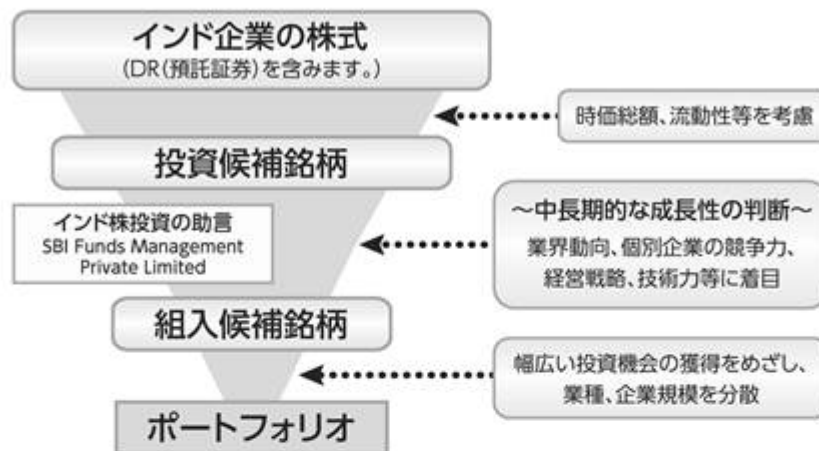 インド企業の株式
(DR(預託証券)を含みます。)
時価総額、流動性等を考慮
投資候補銘柄
インド株投資の助言
SBI Funds Management
Private Limited
～中長期的な成長性の判断～
業界動向、個別企業の競争力、
経営戦略、技術力等に着目
組入候補銘柄
幅広い投資機会の獲得をめざし、
業種、企業規模を分散
ポートフォリオ